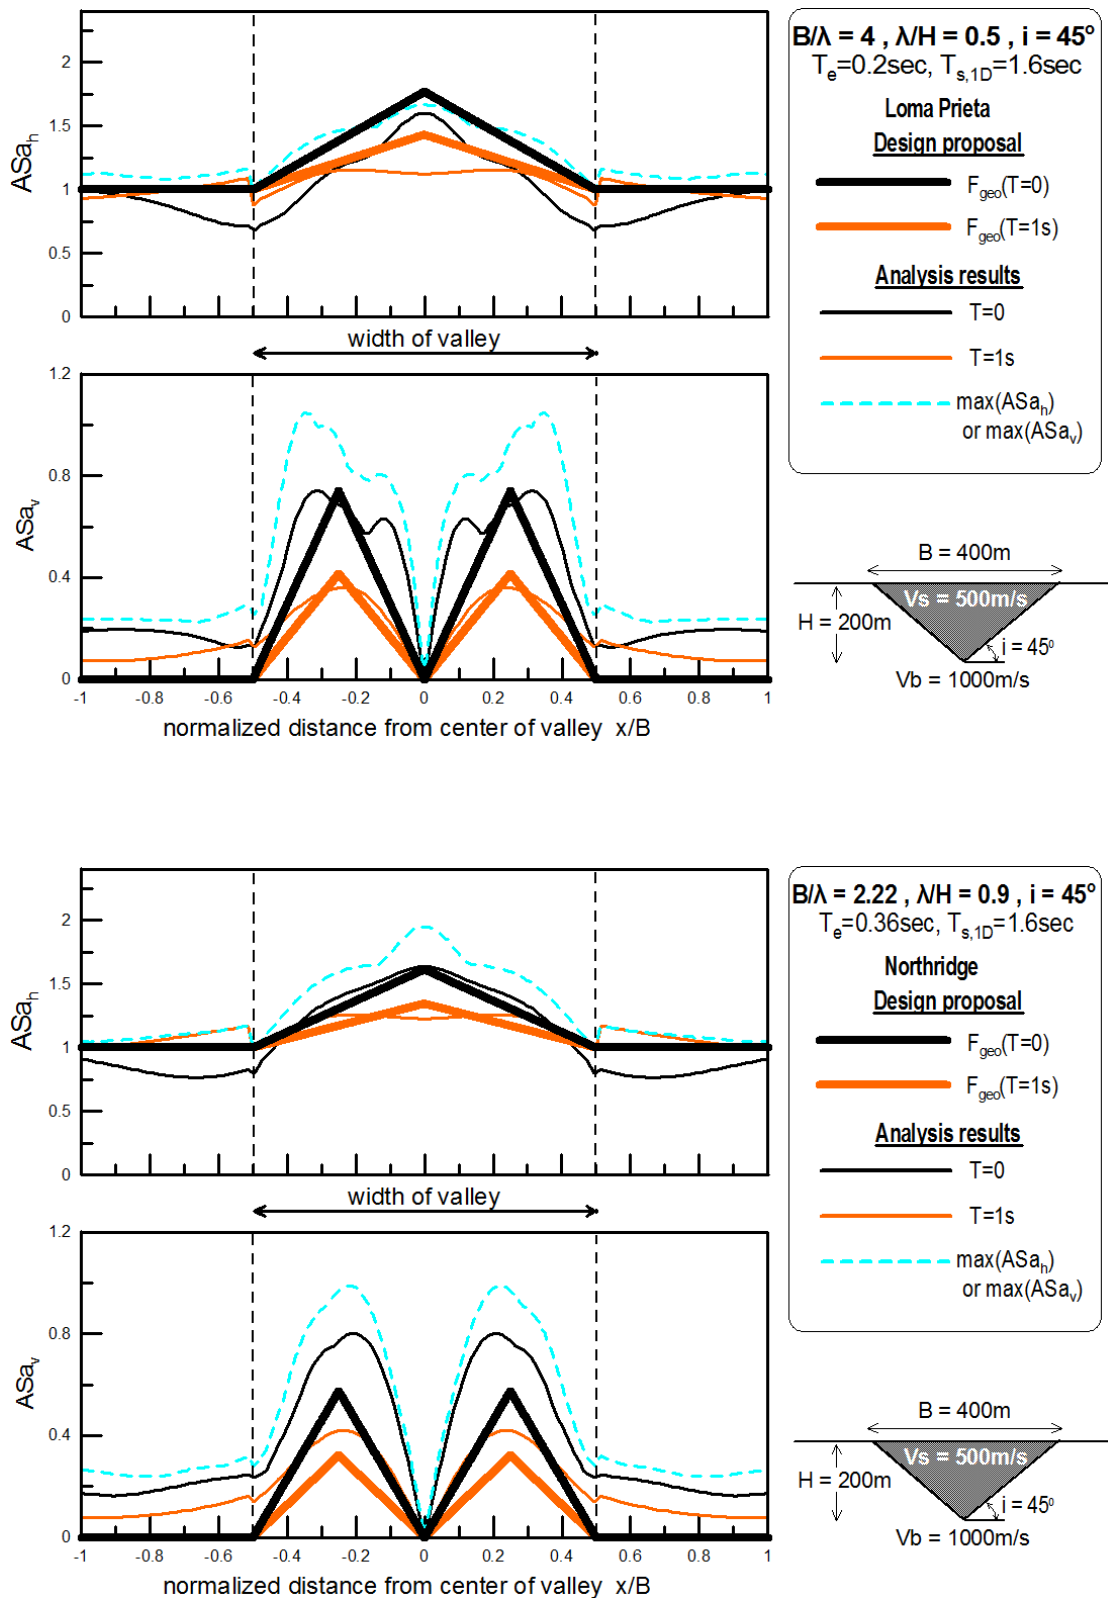 2
1.5
1
0.5
0
ASa_h
width of valley
1.2
0.8
0.4
0
ASa_v
-1 -0.8 -0.6 -0.4 -0.2 0 0.2 0.4 0.6 0.8 1
normalized distance from center of valley x/B
B/λ = 4 , λ/H = 0.5 , i = 45º
T_e=0.2sec, T_s,1D=1.6sec
Loma Prieta
Design proposal
F_geo(T=0)
F_geo(T=1s)
Analysis results
T=0
T=1s
max(ASa_h)
or max(ASa_v)
B = 400m
Vs = 500m/s
H = 200m
i = 45º
Vb = 1000m/s
2
1.5
1
0.5
0
ASa_h
width of valley
1.2
0.8
0.4
0
ASa_v
-1 -0.8 -0.6 -0.4 -0.2 0 0.2 0.4 0.6 0.8 1
normalized distance from center of valley x/B
B/λ = 2.22 , λ/H = 0.9 , i = 45º
T_e=0.36sec, T_s,1D=1.6sec
Northridge
Design proposal
F_geo(T=0)
F_geo(T=1s)
Analysis results
T=0
T=1s
max(ASa_h)
or max(ASa_v)
B = 400m
Vs = 500m/s
H = 200m
i = 45º
Vb = 1000m/s